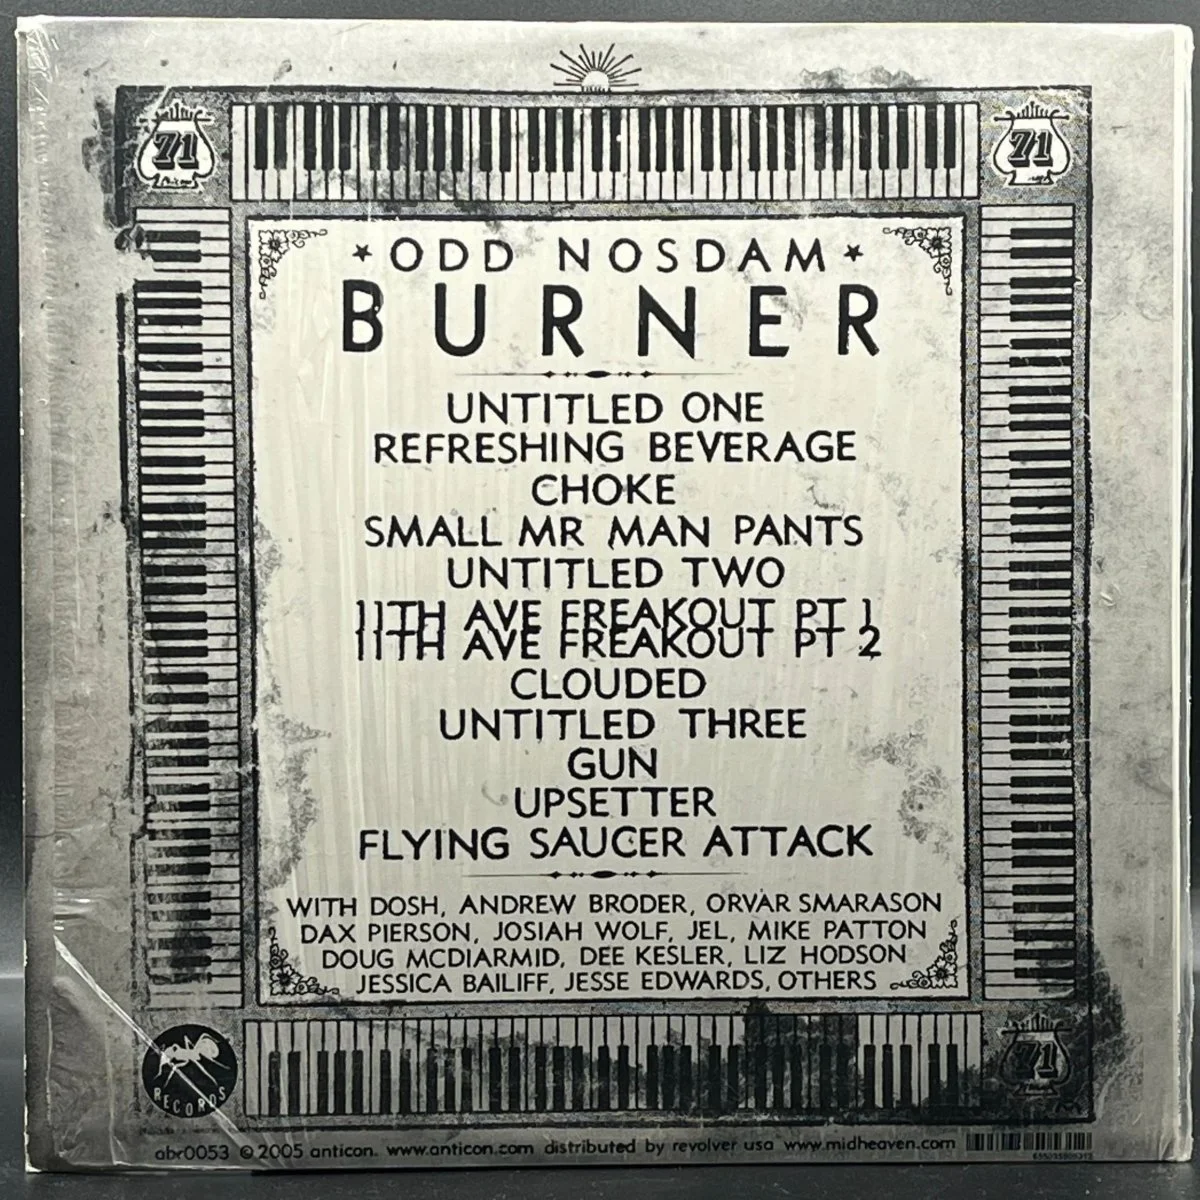 71
71
★ODD NOSDAM★
BURNER
UNTITLED ONE
REFRESHING BEVERAGE
CHOKE
SMALL MR MAN PANTS
UNTITLED TWO
11TH AVE FREAKOUT PT 1
11TH AVE FREAKOUT PT 2
CLOUDED
UNTITLED THREE
GUN
UPSETTER
FLYING SAUCER ATTACK
WITH DOSH, ANDREW BRODER, ORVAR SMARASON
DAX PIERSON, JOSIAH WOLF, JEL, MIKE PATTON
DOUG MCDIARMID, DEE KESLER, LIZ HODSON
JESSICA BAILIFF, JESSE EDWARDS, OTHERS
RECORDS
71
abr0053 © 2005 anticon. www.anticon.com distributed by revolver usa www.midheaven.com